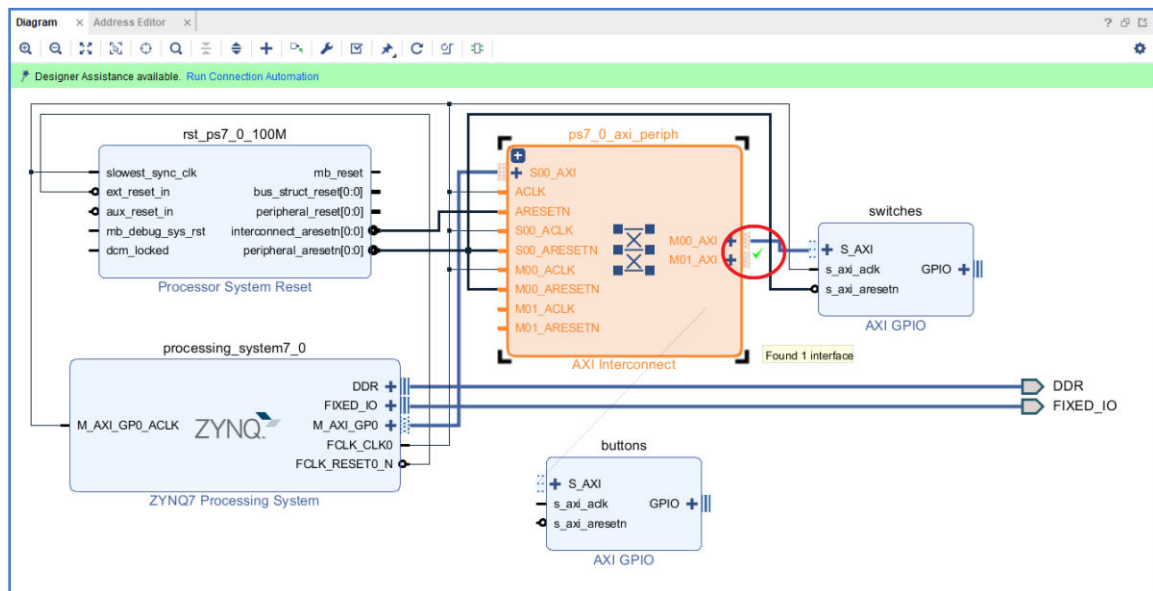 Diagram × Address Editor × ?
Designer Assistance available. Run Connection Automation
rst_ps7_0_100M
slowest_sync_clk mb_reset
ext_reset_in bus_struct_reset[0:0]
aux_reset_in peripheral_reset[0:0]
mb_debug_sys_rst interconnect_aresetn[0:0]
dcm_locked peripheral_aresetn[0:0]
Processor System Reset
ps7_0_axi_periph
S00_AXI
ACLK
ARESETN
S00_ACLK
S00_ARESETN
M00_ACLK
M00_ARESETN
M01_ACLK
M01_ARESETN
M00_AXI
M01_AXI
AXI Interconnect
switches
S_AXI
s_axi_aclk GPIO
s_axi_aresetn
AXI GPIO
Found 1 interface
processing_system7_0
M_AXI_GP0_ACLK
ZYNQ
DDR
FIXED_IO
M_AXI_GP0
FCLK_CLK0
FCLK_RESET0_N
ZYNQ7 Processing System
DDR
FIXED_IO
buttons
S_AXI
s_axi_aclk GPIO
s_axi_aresetn
AXI GPIO